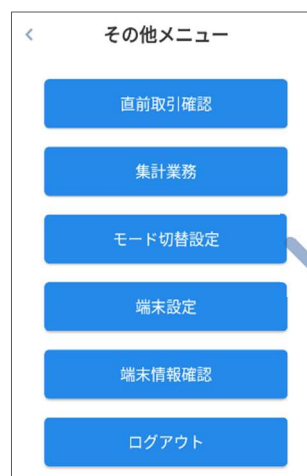 その他メニュー
直前取引確認
集計業務
モード切替設定
端末設定
端末情報確認
ログアウト